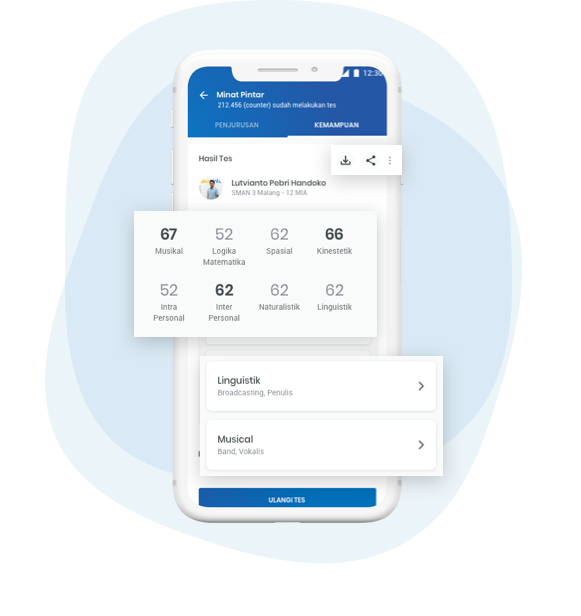 12:30
Minat Pintar
212.456 (counter) sudah melakukan tes
PENJURUSAN KEMAMPUAN
Hasil Tes
Lutvianto Pebri Handoko
SMAN 3 Malang - 12 MIA
67 52 62 66
Musikal Logika Spasial Kinestetik
Matematika
52 62 62 62
Intra Inter Naturalistik Linguistik
Personal Personal
Linguistik
Broadcasting, Penulis
Musical
Band, Vokalis
ULANGI TES